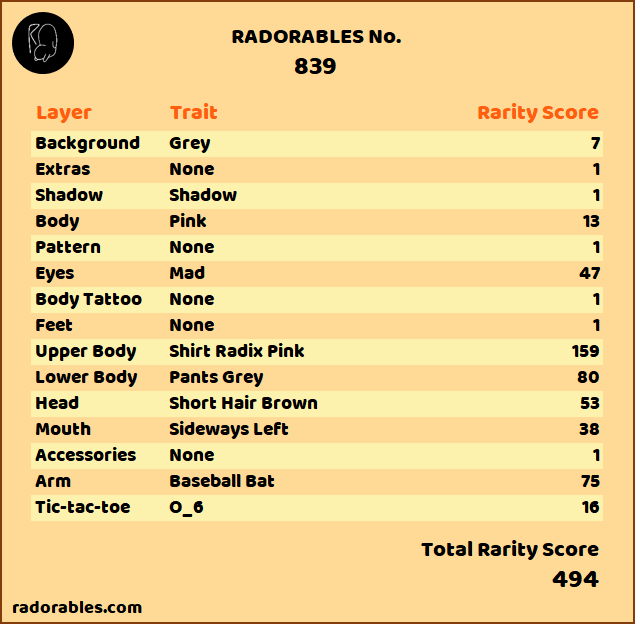 RADORABLES No.
839
Layer Trait Rarity Score
Background Grey 7
Extras None 1
Shadow Shadow 1
Body Pink 13
Pattern None 1
Eyes Mad 47
Body Tattoo None 1
Feet None 1
Upper Body Shirt Radix Pink 159
Lower Body Pants Grey 80
Head Short Hair Brown 53
Mouth Sideways Left 38
Accessories None 1
Arm Baseball Bat 75
Tic-tac-toe O_6 16
Total Rarity Score
494
radorables.com